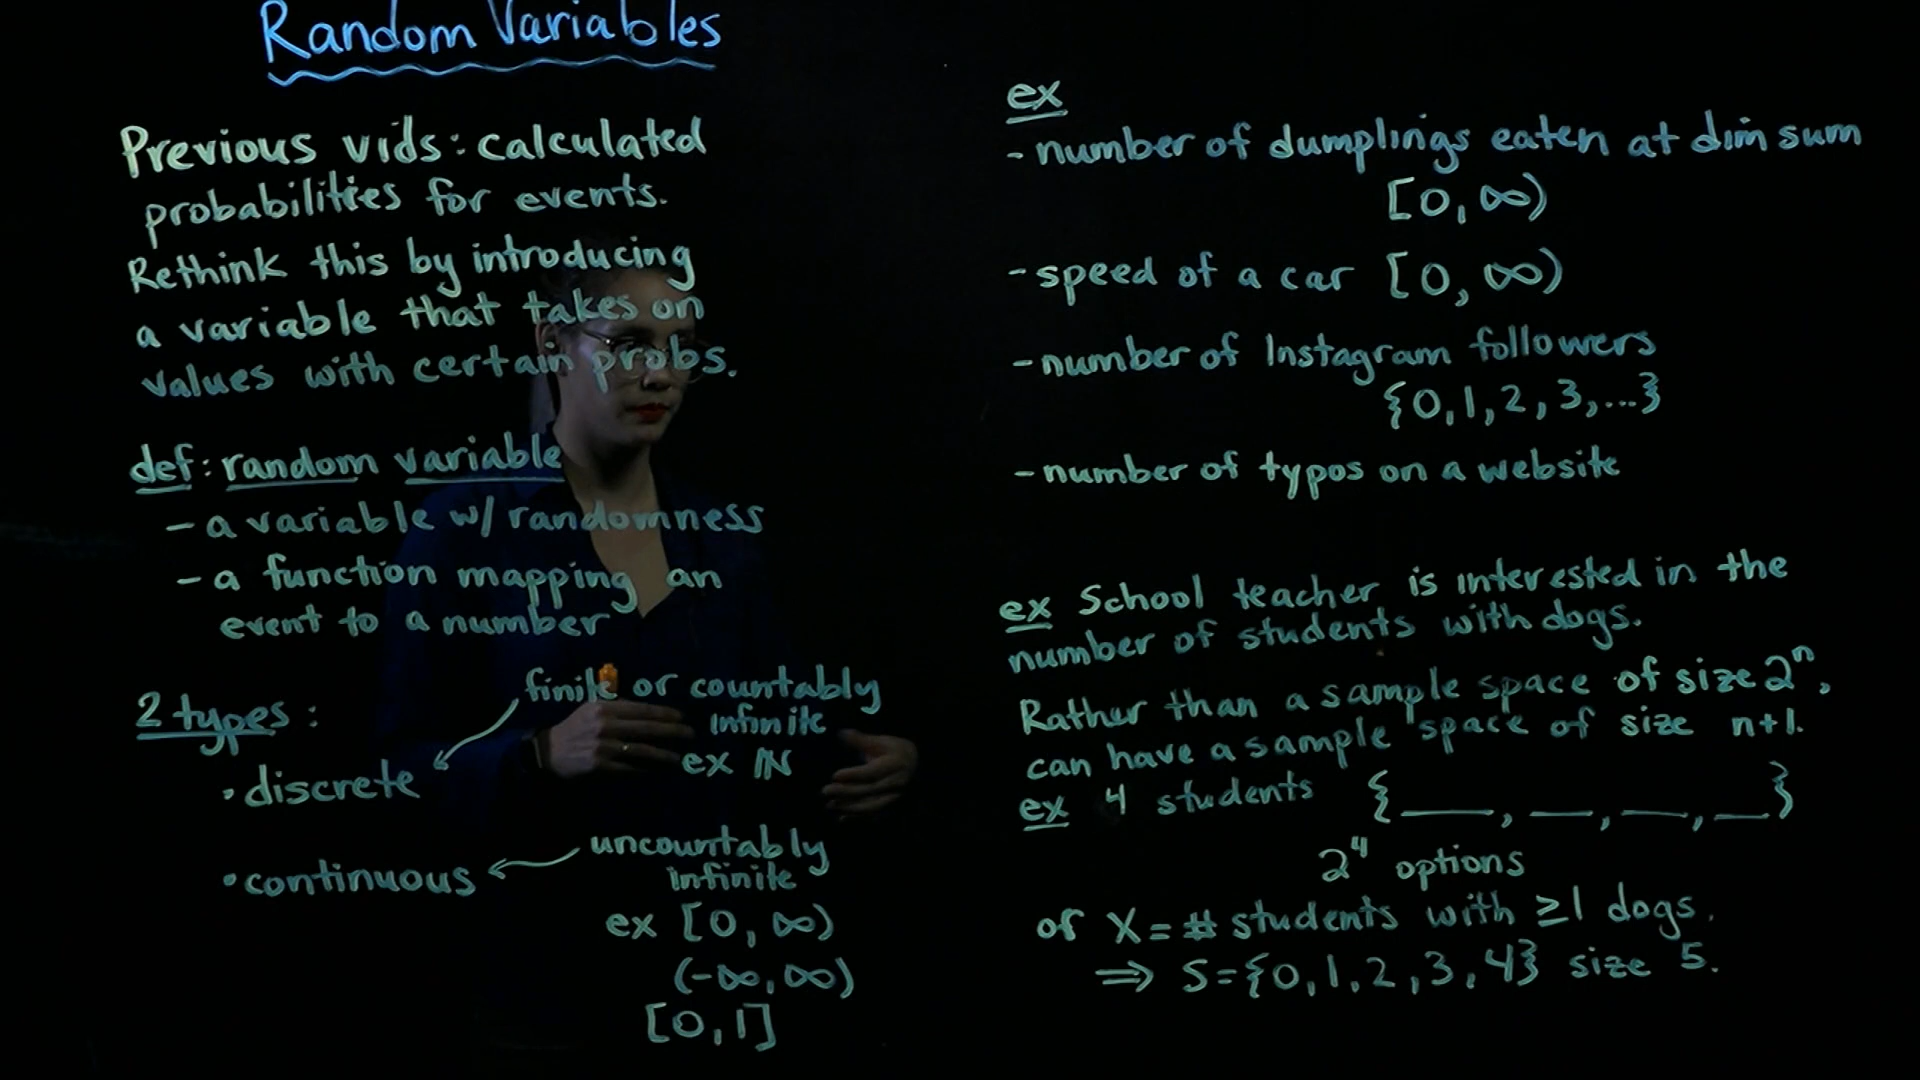 Random Variables
Previous vids: calculated
probabilities for events.
Rethink this by introducing
a variable that takes on
values with certain probs.
def: random variable
- a variable w/ randomness
- a function mapping an
event to a number
2 types:
finite or countably
infinite
ex ℕ
• discrete
uncountably
infinite
• continuous
ex [0, ∞)
(-∞, ∞)
[0, 1]
ex
- number of dumplings eaten at dim sum
[0, ∞)
- speed of a car [0, ∞)
- number of Instagram followers
{0, 1, 2, 3, ...}
- number of typos on a website
ex School teacher is interested in the
number of students with dogs.
Rather than a sample space of size 2ⁿ,
can have a sample space of size n+1.
ex 4 students {___, __, __, __}
2⁴ options
or X = # students with ≥1 dogs.
⇒ S={0, 1, 2, 3, 4} size 5.